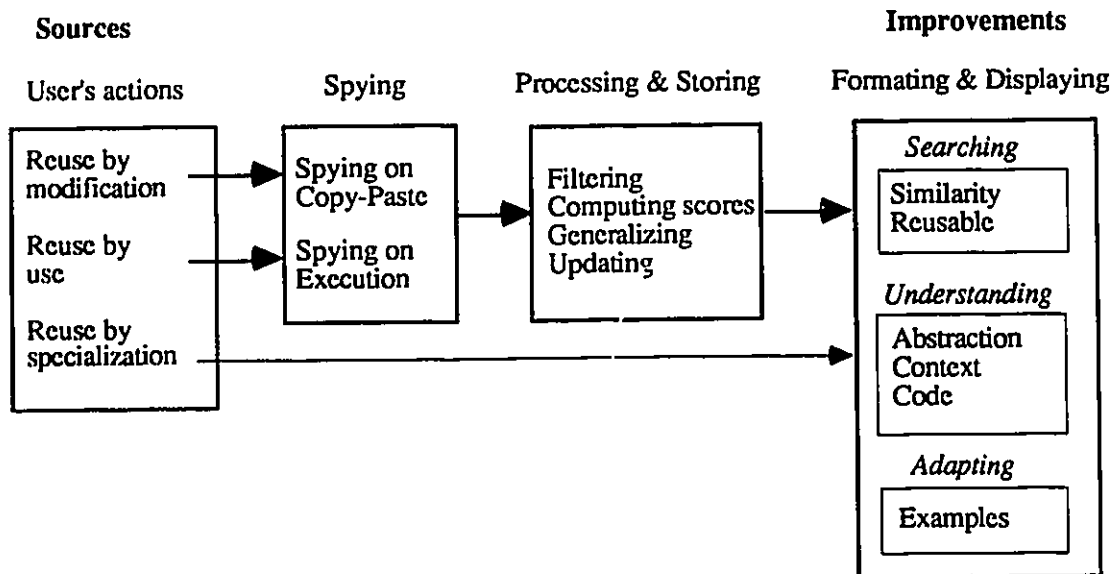 Sources
Improvements
User's actions
Spying
Processing & Storing
Formating & Displaying
Reuse by
modification
Reuse by
use
Reuse by
specialization
Spying on
Copy-Paste
Spying on
Execution
Filtering
Computing scores
Generalizing
Updating
Searching
Similarity
Reusable
Understanding
Abstraction
Context
Code
Adapting
Examples